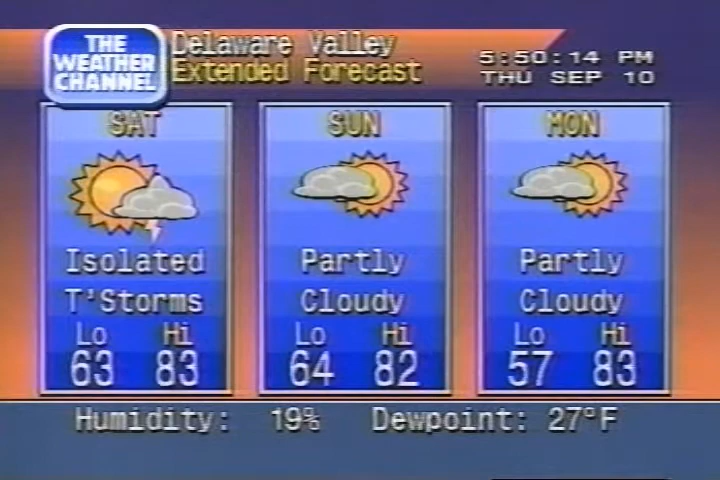 THE
WEATHER
CHANNEL
Delaware Valley
Extended Forecast
5:50:14 PM
THU SEP 10
SAT
Isolated
T'Storms
Lo Hi
63 83
SUN
Partly
Cloudy
Lo Hi
64 82
MON
Partly
Cloudy
Lo Hi
57 83
Humidity: 19% Dewpoint: 27°F